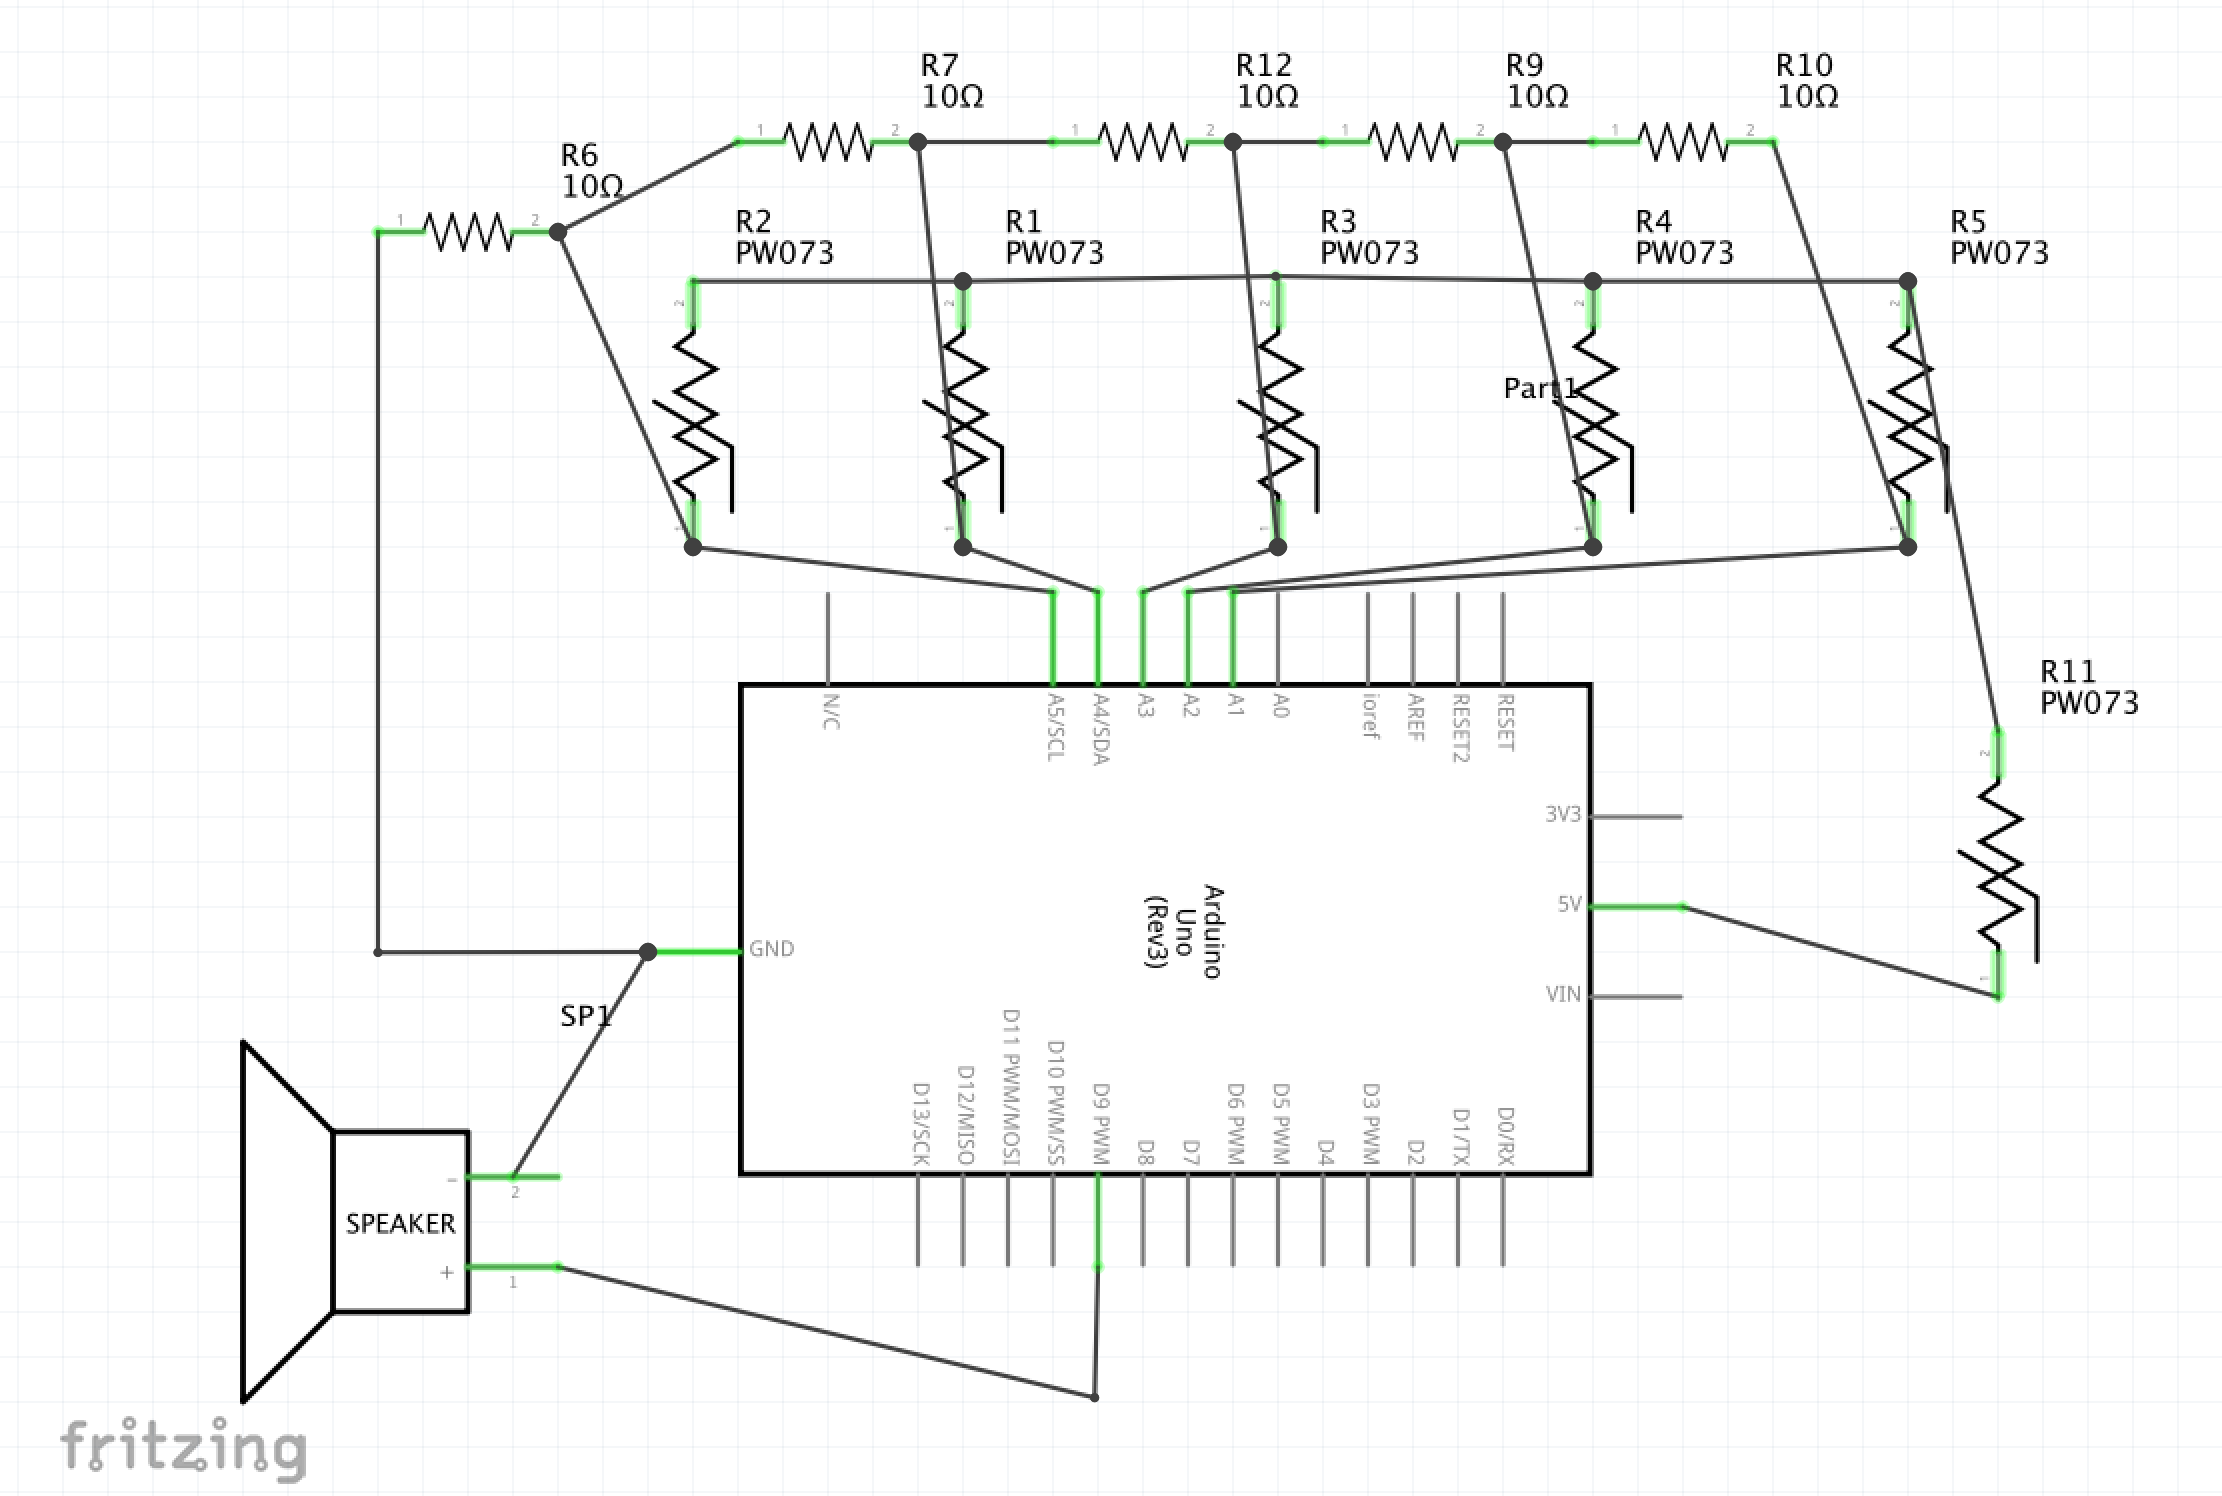 R7
10Ω
R12
10Ω
R9
10Ω
R10
10Ω
1
2
1
2
1
2
1
2
R6
10Ω
1
2
R2
PW073
R1
PW073
R3
PW073
R4
PW073
R5
PW073
2
2
2
2
2
Part1
1
1
1
1
1
R11
PW073
N/C
A5/SCL
A4/SDA
A3
A2
A1
A0
ioref
AREF
RESET2
RESET
2
3V3
5V
VIN
1
GND
Arduino
Uno
(Rev3)
SP1
D13/SCK
D12/MISO
D11 PWM/MOSI
D10 PWM/SS
D9 PWM
D8
D7
D6 PWM
D5 PWM
D4
D3 PWM
D2
D1/TX
D0/RX
-
2
SPEAKER
+
1
fritzing